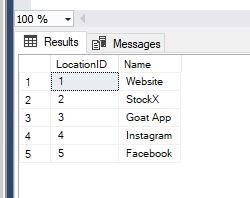 100 %
Results Messages
LocationID Name
1 1 Website
2 2 StockX
3 3 Goat App
4 4 Instagram
5 5 Facebook